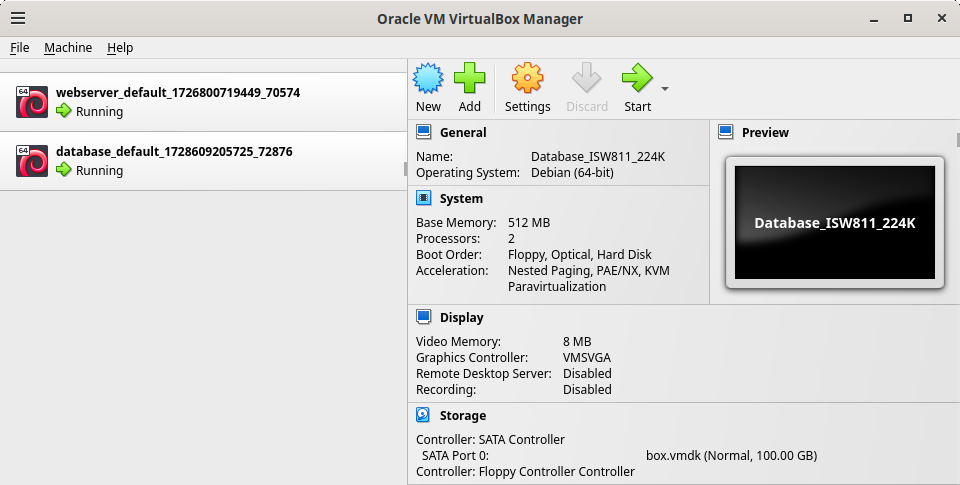 Oracle VM VirtualBox Manager
File Machine Help
64
webserver_default_1726800719449_70574
Running
64
database_default_1728609205725_72876
Running
New Add Settings Discard Start
General
Name: Database_ISW811_224K
Operating System: Debian (64-bit)
System
Base Memory: 512 MB
Processors: 2
Boot Order: Floppy, Optical, Hard Disk
Acceleration: Nested Paging, PAE/NX, KVM
Paravirtualization
Preview
Database_ISW811_224K
Display
Video Memory: 8 MB
Graphics Controller: VMSVGA
Remote Desktop Server: Disabled
Recording: Disabled
Storage
Controller: SATA Controller
SATA Port 0: box.vmdk (Normal, 100.00 GB)
Controller: Floppy Controller Controller